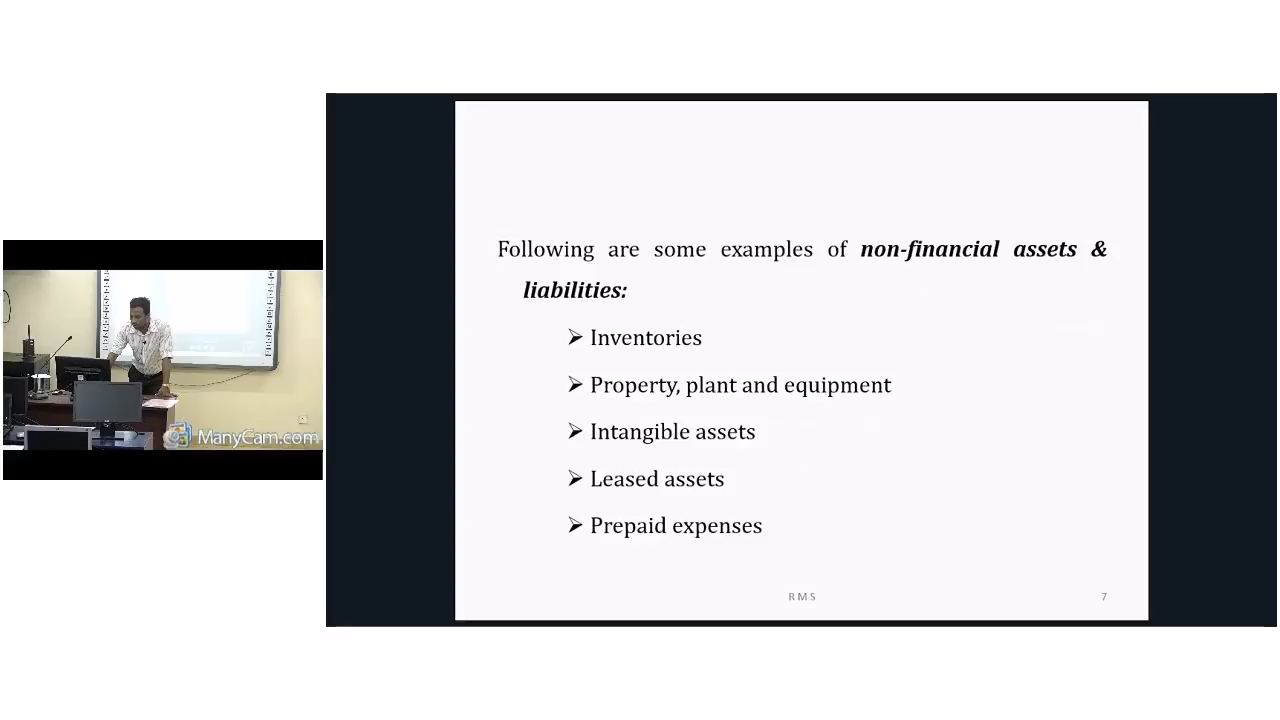 Following are some examples of non-financial assets &
liabilities:
➢ Inventories
➢ Property, plant and equipment
➢ Intangible assets
➢ Leased assets
➢ Prepaid expenses
RMS
7
ManyCam.com